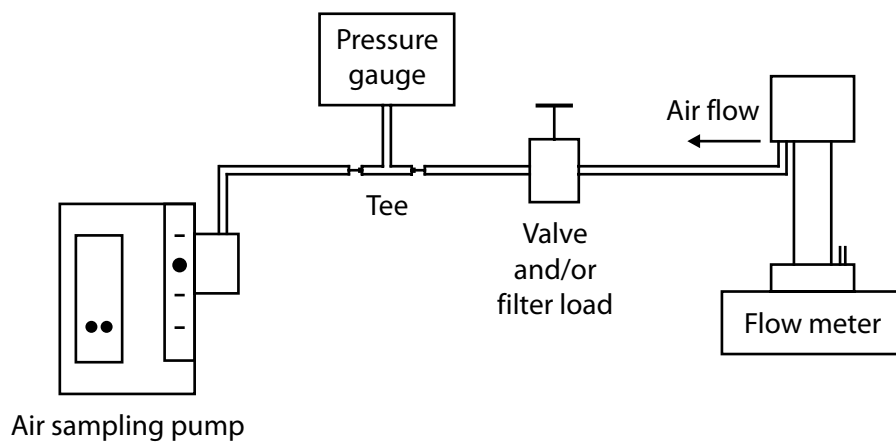 Pressure
gauge
Air flow
Tee
Valve
and/or
filter load
Flow meter
Air sampling pump